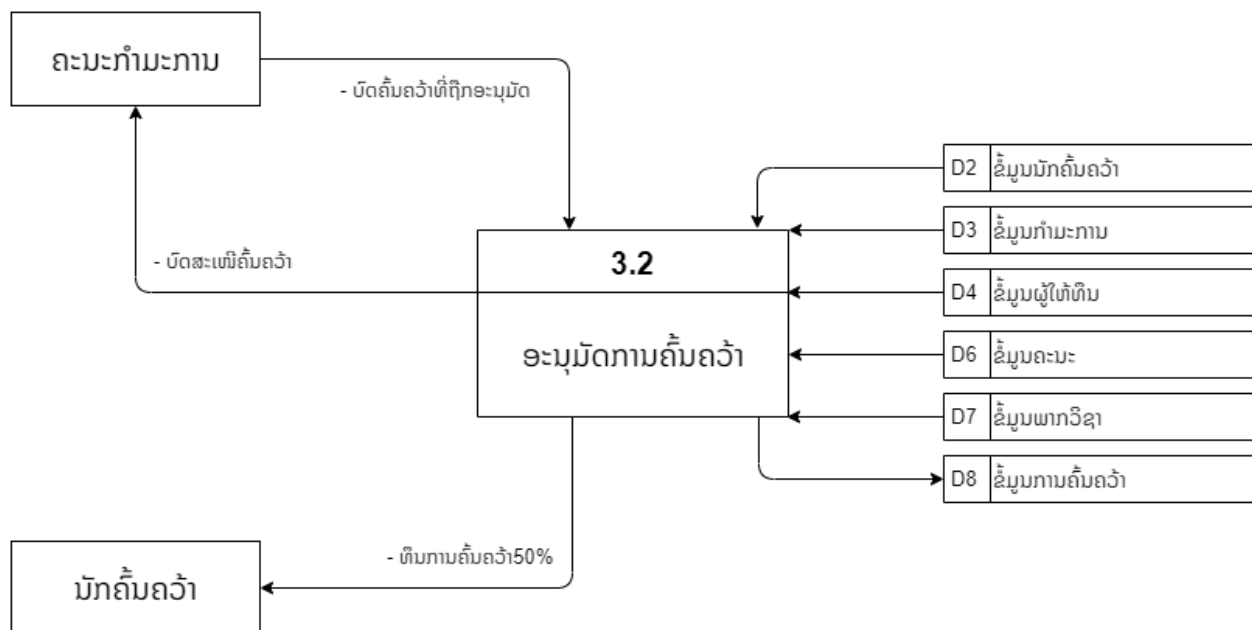 ຄະນະກຳມະການ
- ບົດຄົ້ນຄວ້າທີ່ຖືກອະນຸມັດ
D2 ຂໍ້ມູນນັກຄົ້ນຄວ້າ
D3 ຂໍ້ມູນກຳມະການ
- ບົດສະເໜີຄົ້ນຄວ້າ
3.2
D4 ຂໍ້ມູນຜູ້ໃຫ້ທຶນ
ອະນຸມັດການຄົ້ນຄວ້າ
D6 ຂໍ້ມູນຄະນະ
D7 ຂໍ້ມູນພາກວິຊາ
D8 ຂໍ້ມູນການຄົ້ນຄວ້າ
- ທຶນການຄົ້ນຄວ້າ50%
ນັກຄົ້ນຄວ້າ